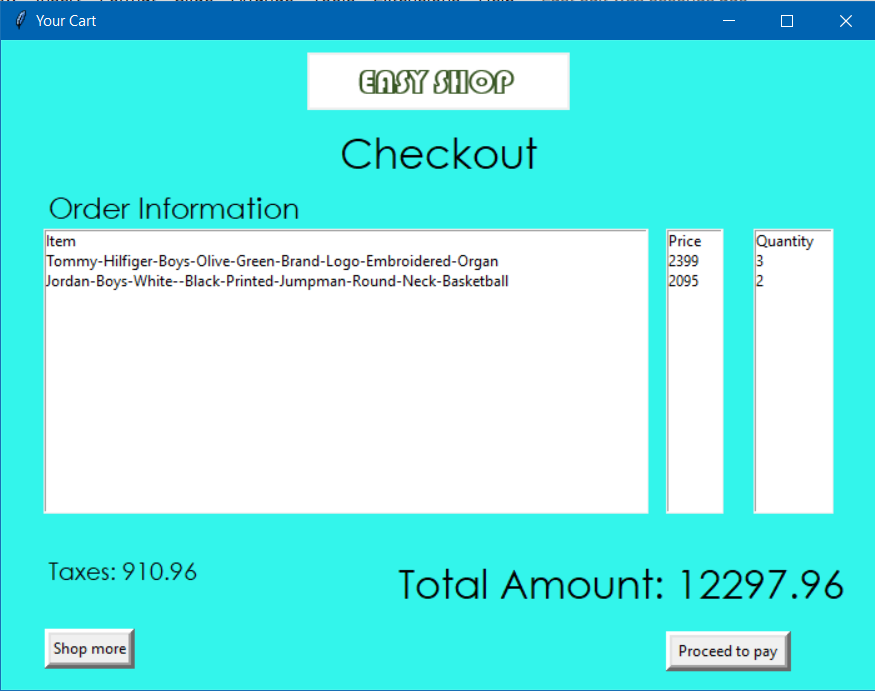 Your Cart
EASY SHOP
Checkout
Order Information
Item Price Quantity
Tommy-Hilfiger-Boys-Olive-Green-Brand-Logo-Embroidered-Organ 2399 3
Jordan-Boys-White--Black-Printed-Jumpman-Round-Neck-Basketball 2095 2
Taxes: 910.96
Total Amount: 12297.96
Shop more
Proceed to pay